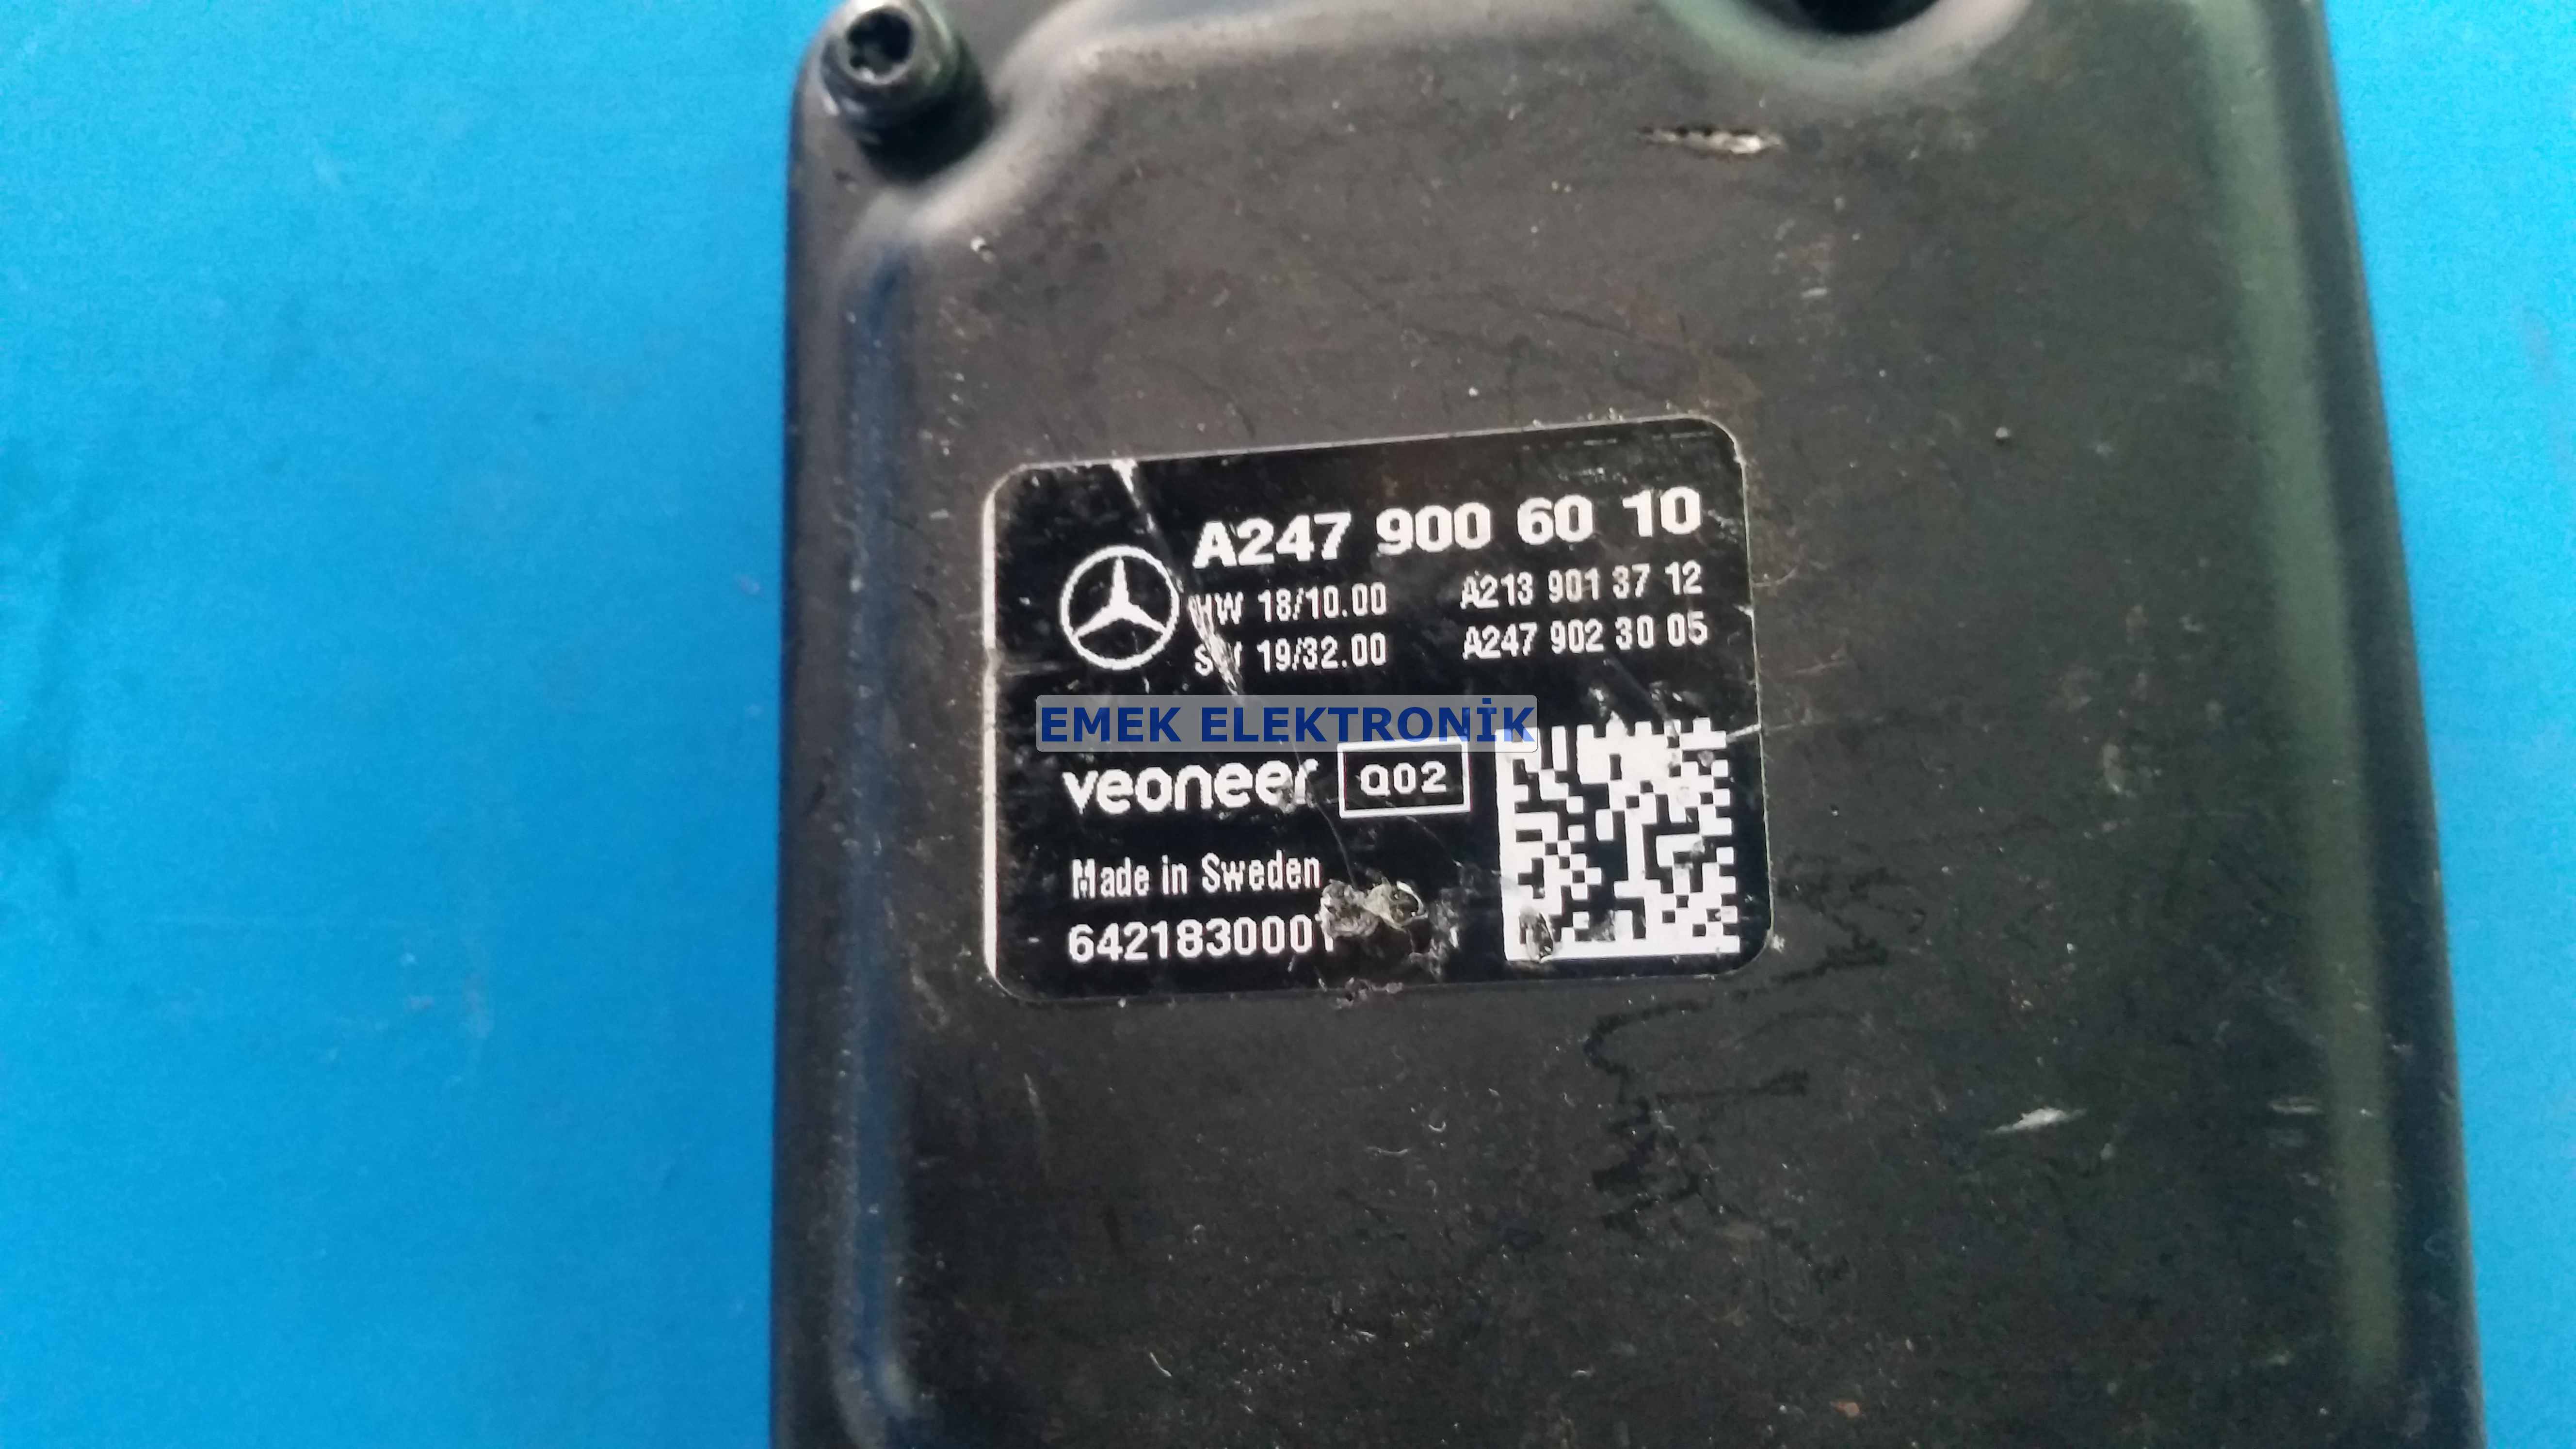 A247 900 60 10
HW 18/10.00 A213 901 37 12
SW 19/32.00 A247 902 30 05
EMEK ELEKTRONİK
veoneer Q02
Made in Sweden